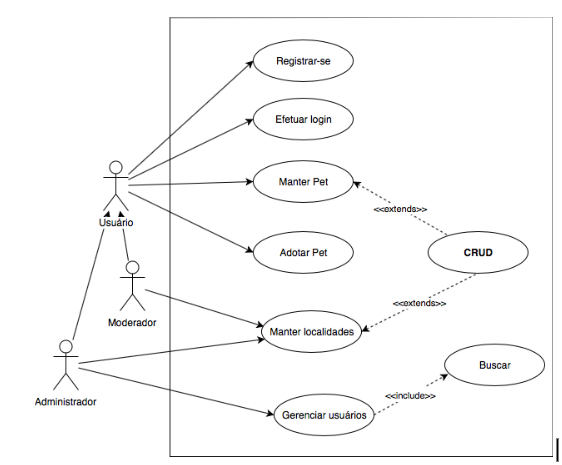 Registrar-se
Efetuar login
Manter Pet
<<extends>>
Usuário
Adotar Pet
CRUD
<<extends>>
Moderador
Manter localidades
Buscar
<<include>>
Administrador
Gerenciar usuários